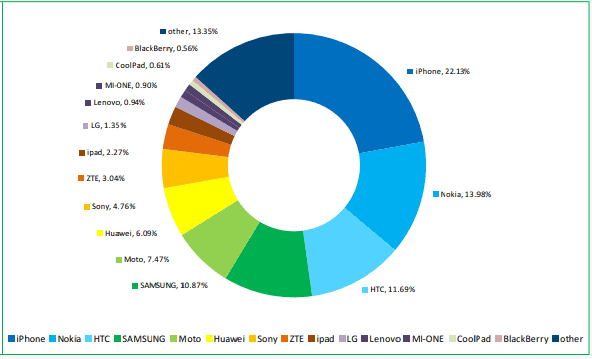 other, 13.35%
BlackBerry, 0.56%
CoolPad, 0.61%
MI-ONE, 0.90%
Lenovo, 0.94%
LG, 1.35%
ipad, 2.27%
ZTE, 3.04%
Sony, 4.76%
Huawei, 6.09%
Moto, 7.47%
SAMSUNG, 10.87%
iPhone, 22.13%
Nokia, 13.98%
HTC, 11.69%
iPhone Nokia HTC SAMSUNG Moto Huawei Sony ZTE ipad LG Lenovo MI-ONE CoolPad BlackBerry other